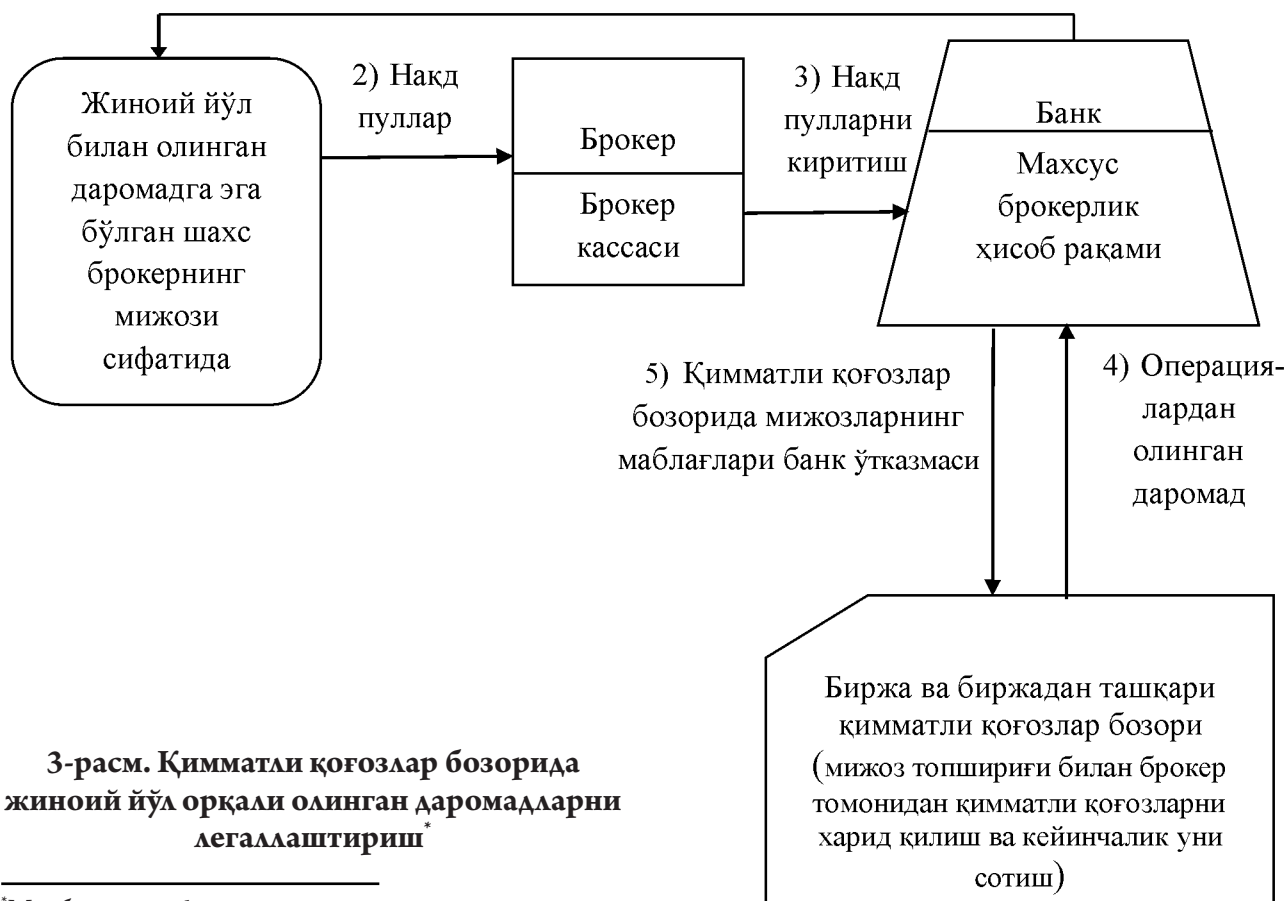 Жиноий йўл
билан олинган
даромадга эга
бўлган шахс
брокернинг
мижози
сифатида
2) Нақд
пуллар
Брокер
Брокер
кассаси
3) Нақд
пулларни
киритиш
Банк
Махсус
брокерлик
ҳисоб рақами
5) Қимматли қоғозлар
бозорида мижозларнинг
маблағлари банк ўтказмаси
4) Операция-
лардан
олинган
даромад
Биржа ва биржадан ташқари
қимматли қоғозлар бозори
(мижоз топшириғи билан брокер
томонидан қимматли қоғозларни
харид қилиш ва кейинчалик уни
сотиш)
3-расм. Қимматли қоғозлар бозорида
жиноий йўл орқали олинган даромадларни
легаллаштириш*